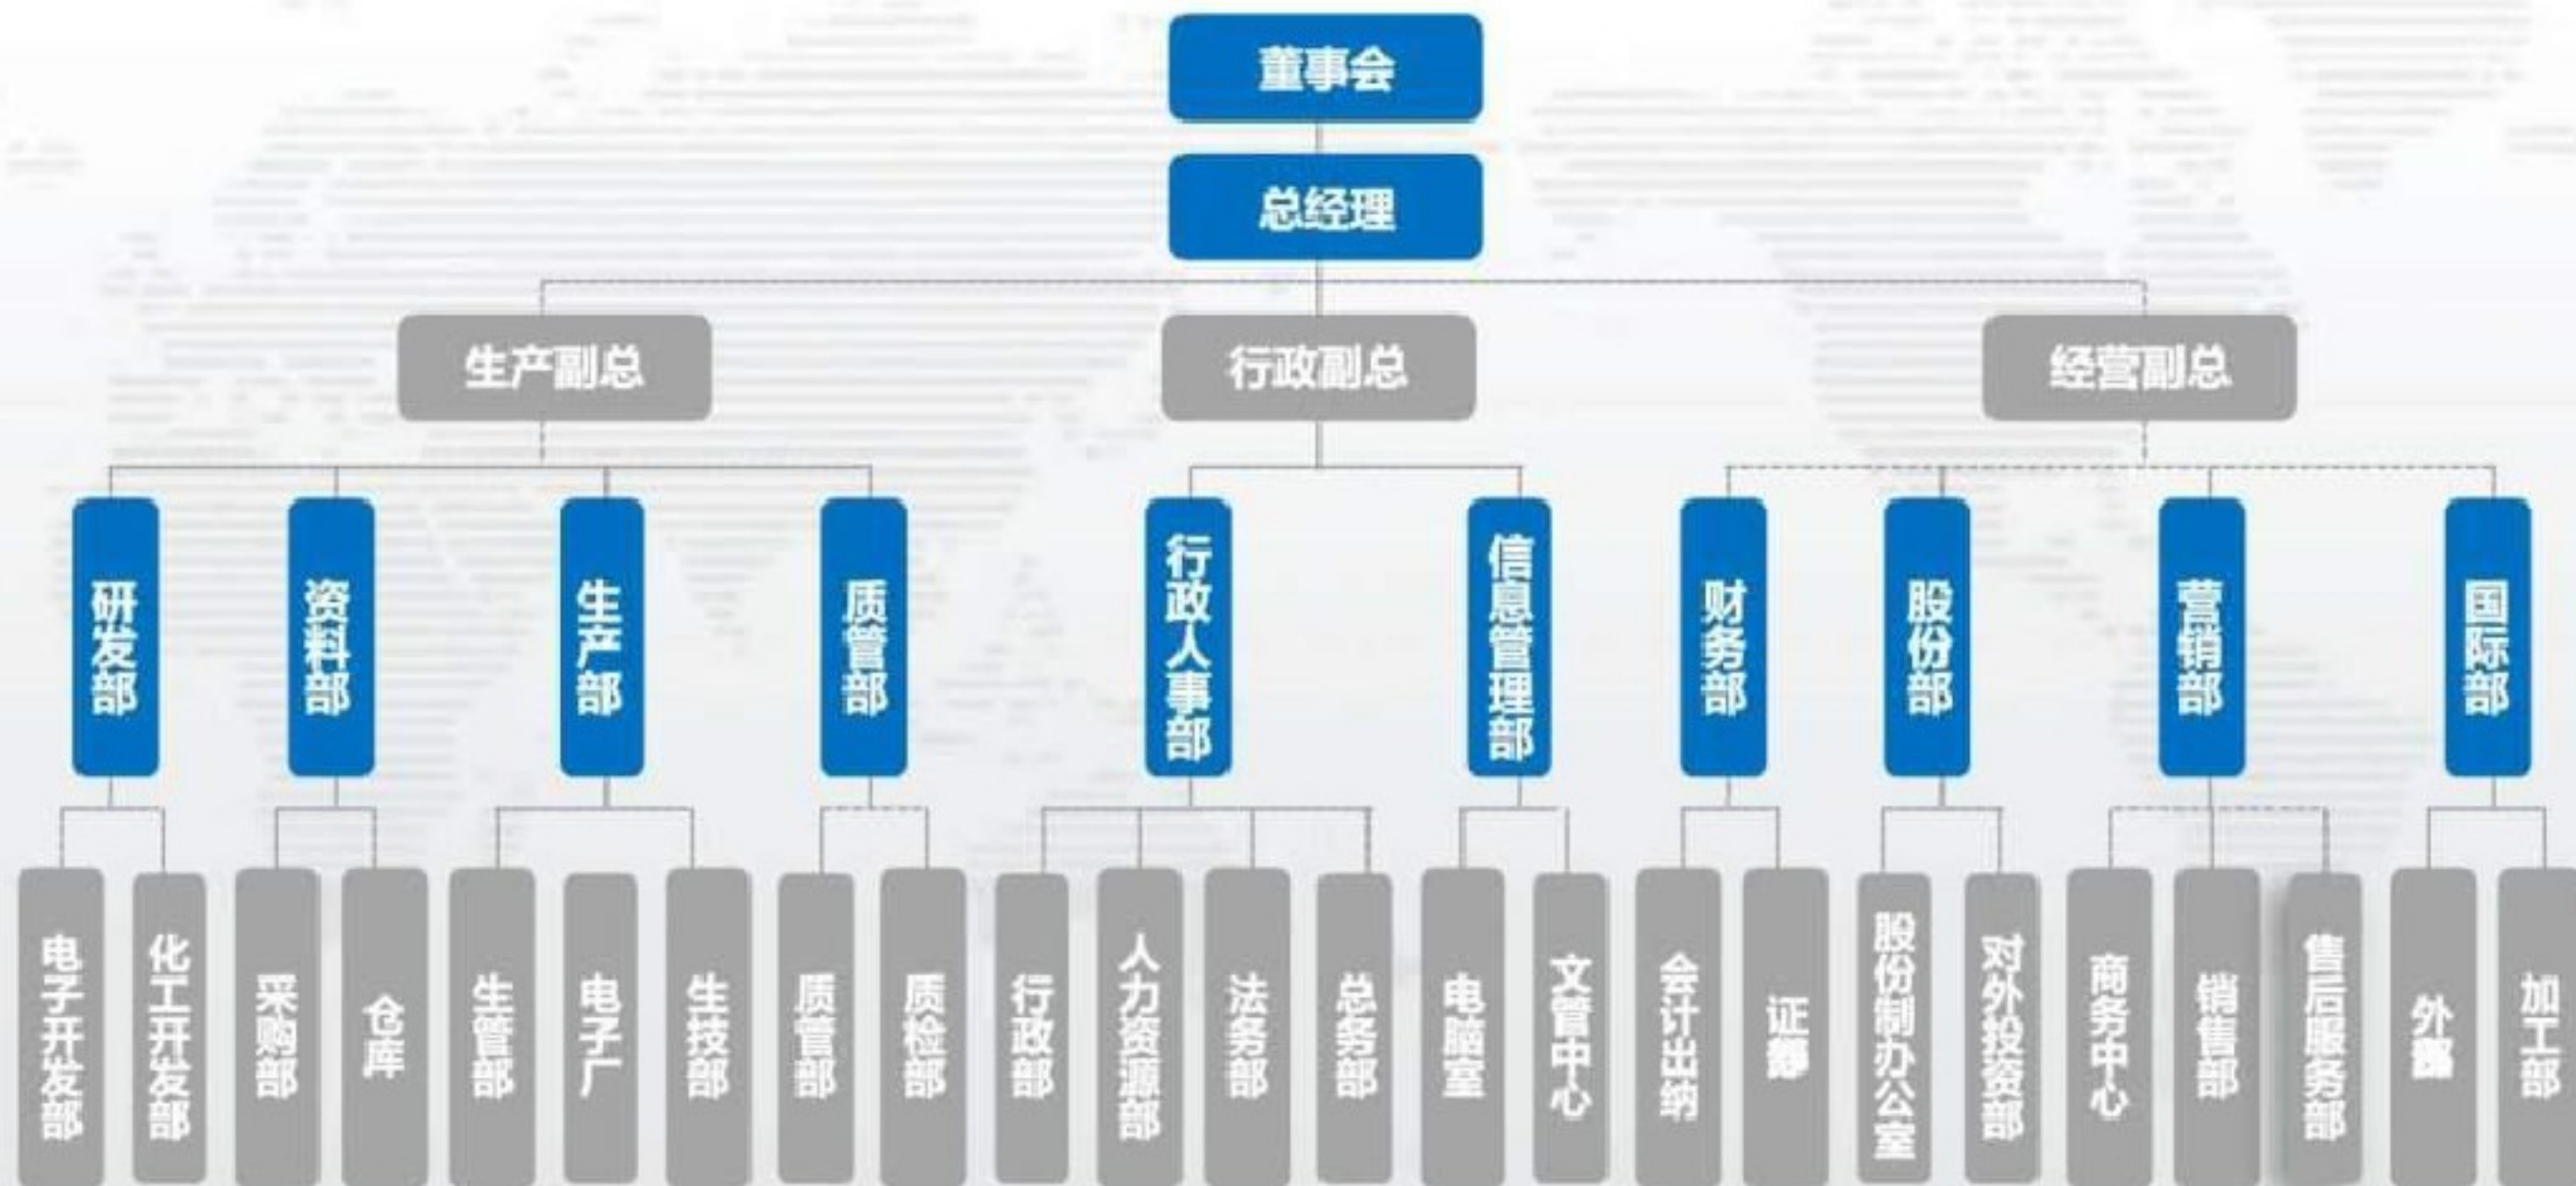 董事会
总经理
生产副总
行政副总
经营副总
研发部
资料部
生产部
质管部
行政人事部
信息管理部
财务部
股份部
营销部
国际部
电子开发部
化工开发部
采购部
仓库
生管部
电子厂
生技部
质管部
质检部
行政部
人力资源部
法务部
总务部
电脑室
文管中心
会计出纳
证
股份制办公室
对外投资部
商务中心
销售部
售后服务部
外
加工部